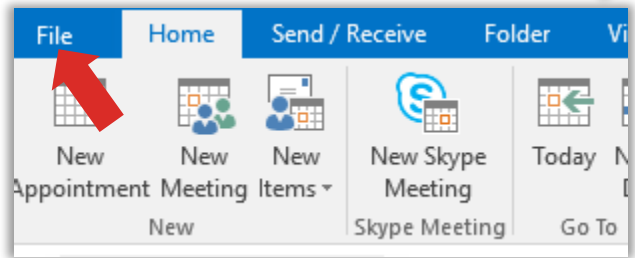 File Home Send / Receive Folder Vi
New New New New Skype Today
Appointment Meeting Items Meeting
New Skype Meeting Go To